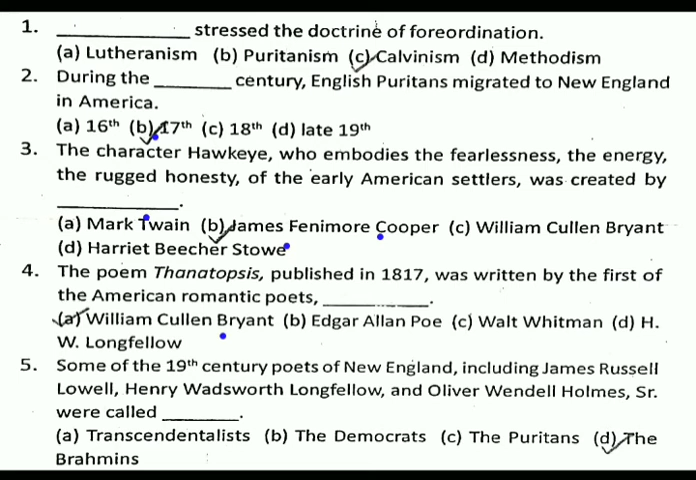 1. ____________ stressed the doctrine of foreordination.
(a) Lutheranism (b) Puritanism (c) Calvinism (d) Methodism
2. During the ________ century, English Puritans migrated to New England
in America.
(a) 16th (b) 17th (c) 18th (d) late 19th
3. The character Hawkeye, who embodies the fearlessness, the energy,
the rugged honesty, of the early American settlers, was created by
____________.
(a) Mark Twain (b) James Fenimore Cooper (c) William Cullen Bryant
(d) Harriet Beecher Stowe
4. The poem Thanatopsis, published in 1817, was written by the first of
the American romantic poets, ___________.
(a) William Cullen Bryant (b) Edgar Allan Poe (c) Walt Whitman (d) H.
W. Longfellow
5. Some of the 19th century poets of New England, including James Russell
Lowell, Henry Wadsworth Longfellow, and Oliver Wendell Holmes, Sr.
were called ________.
(a) Transcendentalists (b) The Democrats (c) The Puritans (d) The
Brahmins